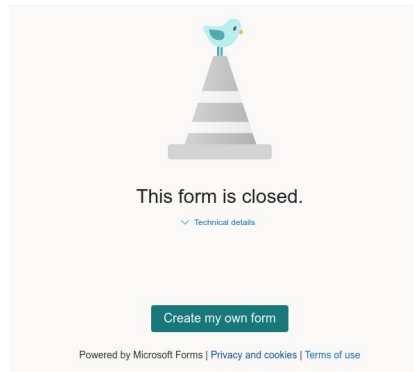 This form is closed.
Technical details
Create my own form
Powered by Microsoft Forms | Privacy and cookies | Terms of use